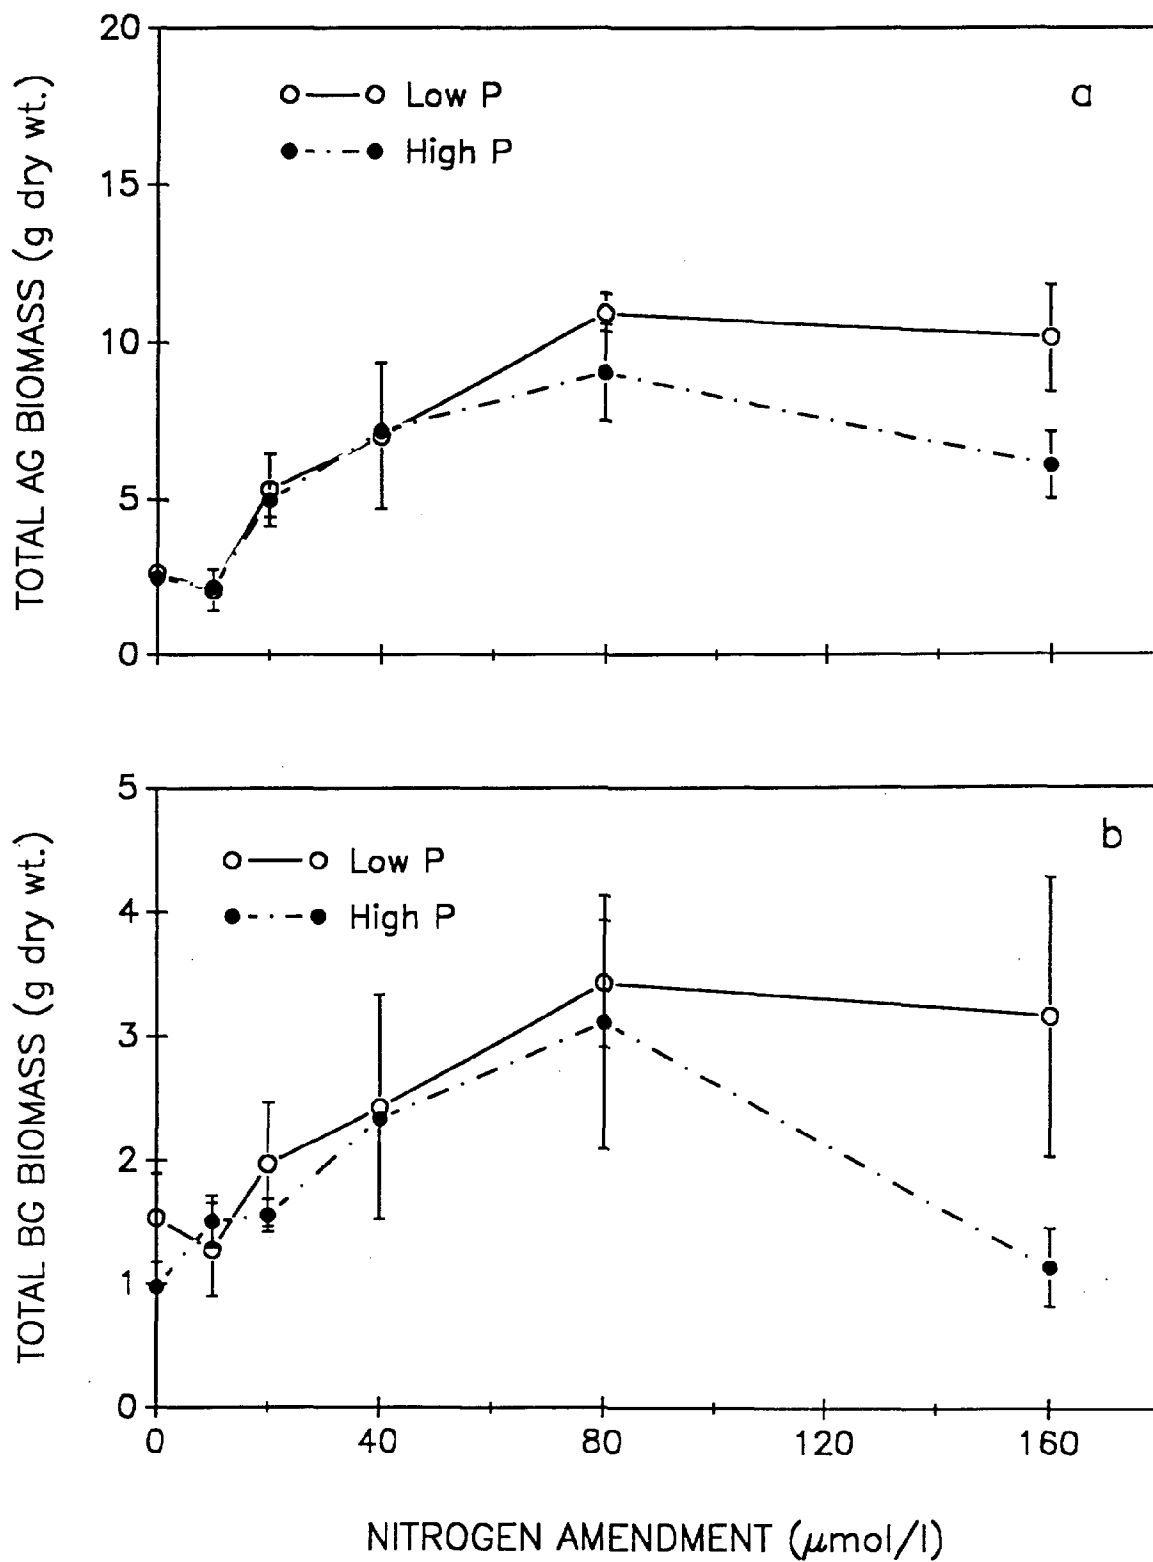 TOTAL AG BIOMASS (g dry wt.)
20
15
10
5
0
Low P
High P
a
TOTAL BG BIOMASS (g dry wt.)
5
4
3
2
1
0
Low P
High P
b
0 40 80 120 160
NITROGEN AMENDMENT (μmol/l)